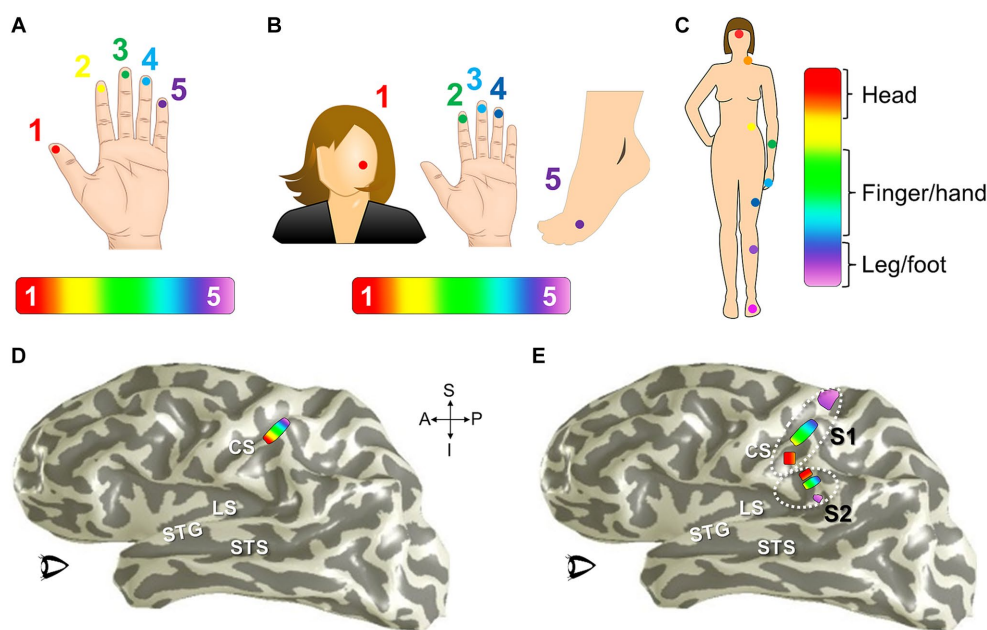 A
1
2
3
4
5
1 5
B
1
2
3
4
5
1 5
C
Head
Finger/hand
Leg/foot
D
CS
LS
STG
STS
S
A P
I
E
S1
CS
LS
S2
STG
STS